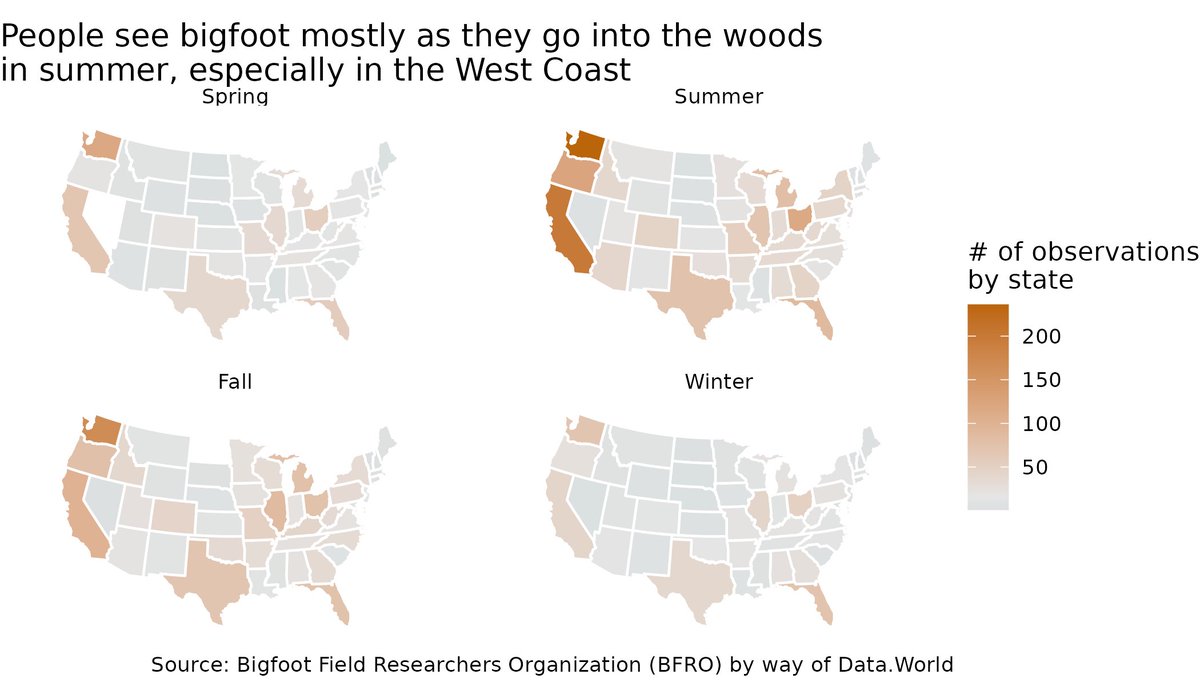 People see bigfoot mostly as they go into the woods
in summer, especially in the West Coast
Spring
Summer
Fall
Winter
# of observations
by state
200
150
100
50
Source: Bigfoot Field Researchers Organization (BFRO) by way of Data.World